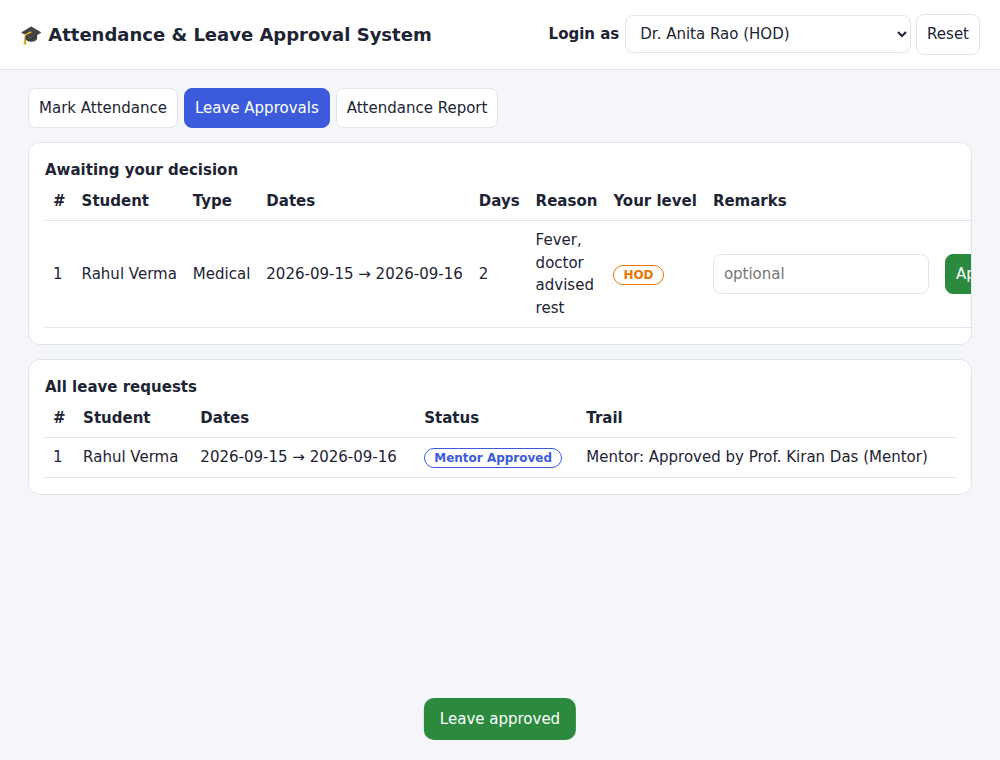 🎓 Attendance & Leave Approval System Login as Dr. Anita Rao (HOD) Reset
Mark Attendance Leave Approvals Attendance Report
Awaiting your decision
# Student Type Dates Days Reason Your level Remarks
1 Rahul Verma Medical 2026-09-15 → 2026-09-16 2 Fever, doctor advised rest HOD optional Ap
All leave requests
# Student Dates Status Trail
1 Rahul Verma 2026-09-15 → 2026-09-16 Mentor Approved Mentor: Approved by Prof. Kiran Das (Mentor)
Leave approved